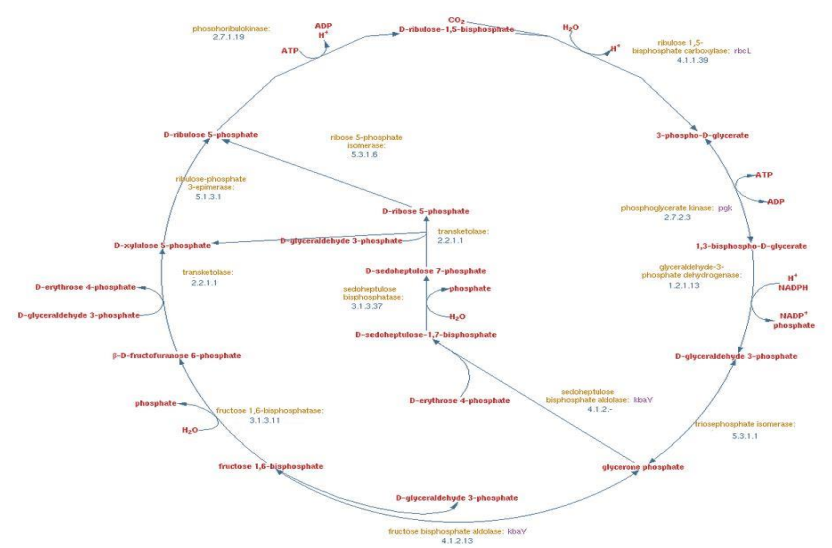 phosphoribulokinase:
2.7.1.19
ADP
H+
ATP
CO2
D-ribulose-1,5-bisphosphate
H2O
H+
ribulose 1,5-
bisphosphate carboxylase: rbcL
4.1.1.39
D-ribulose 5-phosphate
ribose 5-phosphate
isomerase:
5.3.1.6
3-phospho-D-glycerate
ATP
ADP
phosphoglycerate kinase: pgk
2.7.2.3
ribulose-phosphate
3-epimerase:
5.1.3.1
D-ribose 5-phosphate
D-xylulose 5-phosphate
D-glyceraldehyde 3-phosphate
transketolase:
2.2.1.1
1,3-bisphospho-D-glycerate
transketolase:
2.2.1.1
D-erythrose 4-phosphate
D-glyceraldehyde 3-phosphate
D-sedoheptulose 7-phosphate
sedoheptulose
bisphosphatase:
3.1.3.37
phosphate
H2O
glyceraldehyde-3-
phosphate dehydrogenase:
1.2.1.13
H+
NADPH
NADP+
phosphate
D-sedoheptulose-1,7-bisphosphate
β-D-fructofuranose 6-phosphate
D-glyceraldehyde 3-phosphate
D-erythrose 4-phosphate
sedoheptulose
bisphosphate aldolase: kbaY
4.1.2.-
phosphate
H2O
fructose 1,6-bisphosphatase:
3.1.3.11
triosephosphate isomerase:
5.3.1.1
fructose 1,6-bisphosphate
glycerone phosphate
D-glyceraldehyde 3-phosphate
fructose bisphosphate aldolase: kbaY
4.1.2.13